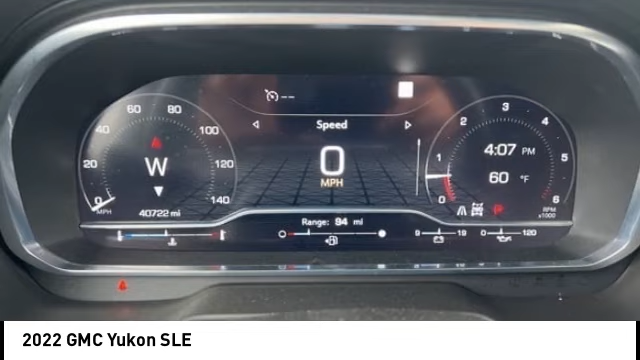 --
60 80
40 100
20 120
0 140
MPH
W
40722 mi
Speed
0
MPH
Range: 94 mi
9 19
0 120
3
2 4
1 5
0 6
4:07 PM
60 °F
P
RPM
x1000
2022 GMC Yukon SLE